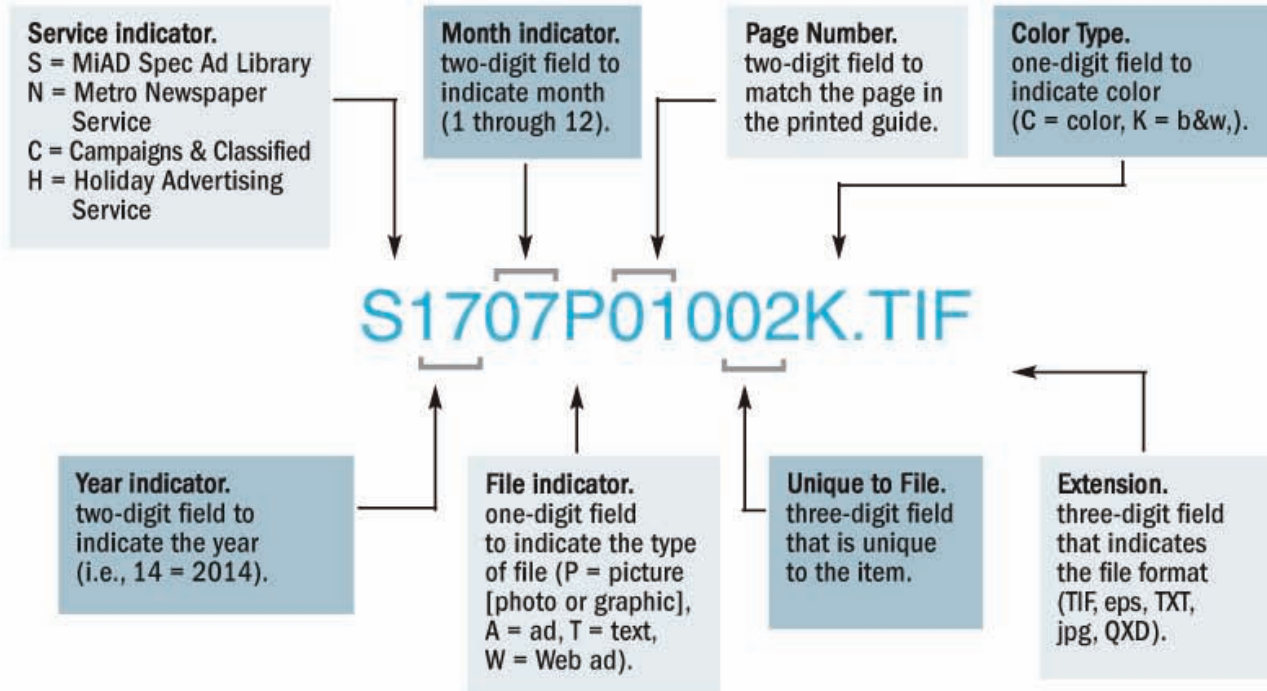 Service indicator.
S = MiAD Spec Ad Library
N = Metro Newspaper
Service
C = Campaigns & Classified
H = Holiday Advertising
Service
Month indicator.
two-digit field to
indicate month
(1 through 12).
Page Number.
two-digit field to
match the page in
the printed guide.
Color Type.
one-digit field to
indicate color
(C = color, K = b&w,).
S1707P01002K.TIF
Year indicator.
two-digit field to
indicate the year
(i.e., 14 = 2014).
File indicator.
one-digit field
to indicate the type
of file (P = picture
[photo or graphic],
A = ad, T = text,
W = Web ad).
Unique to File.
three-digit field
that is unique
to the item.
Extension.
three-digit field
that indicates
the file format
(TIF, eps, TXT,
jpg, QXD).